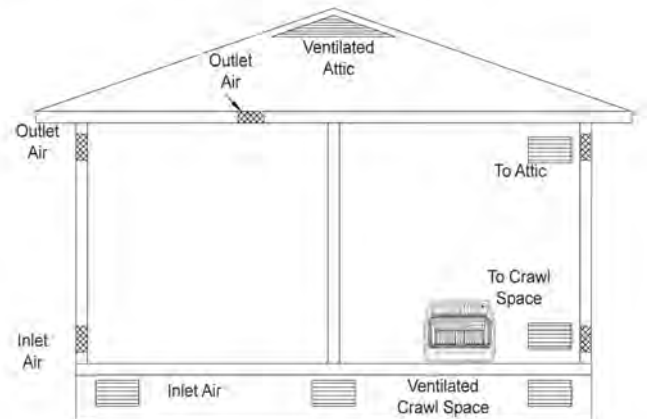 Ventilated
Attic
Outlet
Air
Outlet
Air
To Attic
To Crawl
Space
Inlet
Air
Inlet Air
Ventilated
Crawl Space